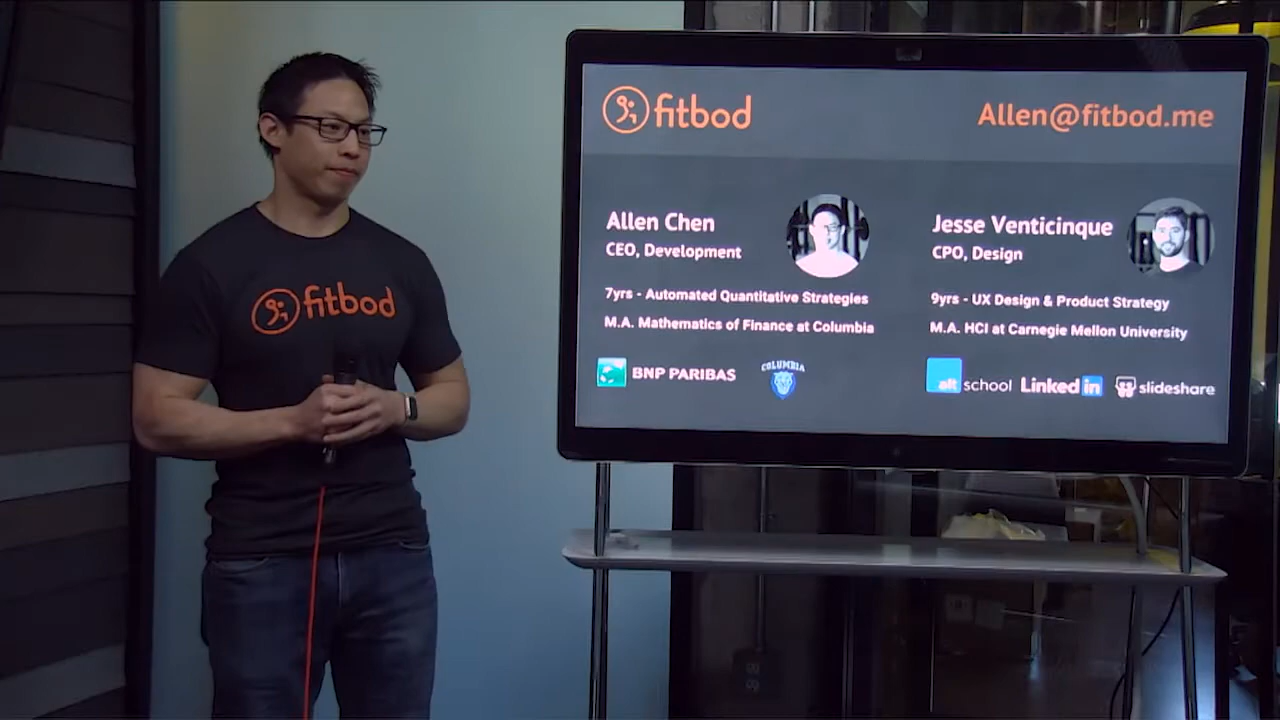 fitbod
fitbod
Allen@fitbod.me
Allen Chen
CEO, Development
7yrs - Automated Quantitative Strategies
M.A. Mathematics of Finance at Columbia
BNP PARIBAS
COLUMBIA
Jesse Venticinque
CPO, Design
9yrs - UX Design & Product Strategy
M.A. HCI at Carnegie Mellon University
alt school
Linked in
slideshare